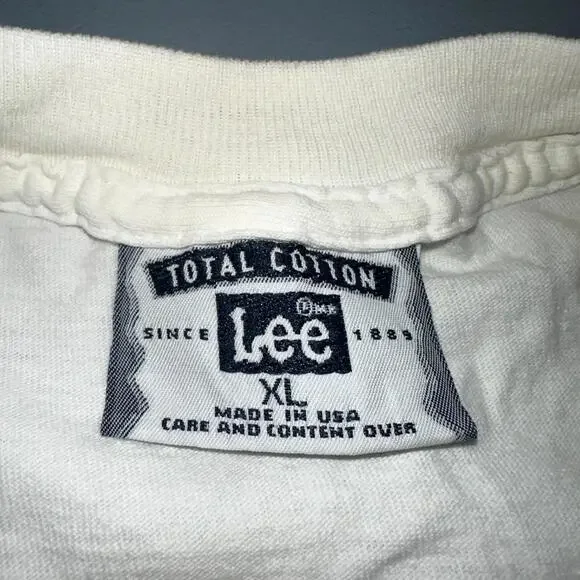 TOTAL COTTON
SINCE Lee 1889
XL
MADE IN USA
CARE AND CONTENT OVER